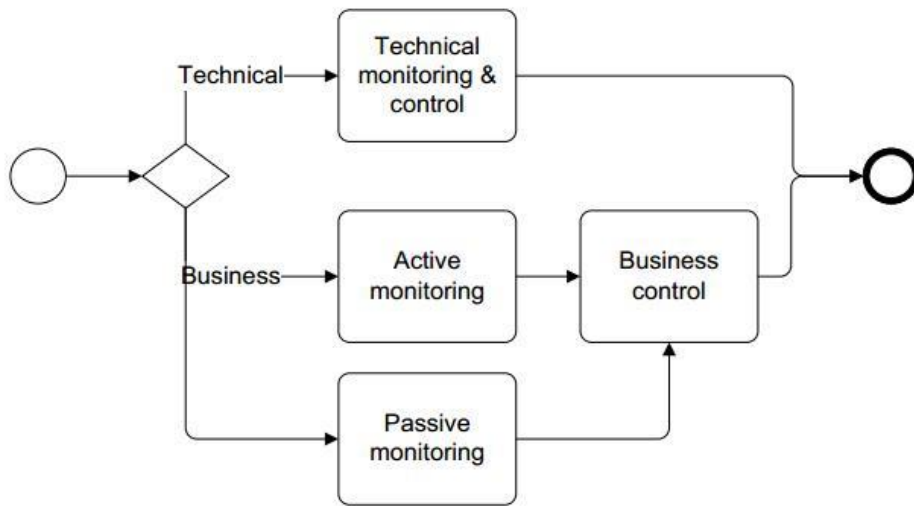 Technical
Technical
monitoring &
control
Business
Active
monitoring
Business
control
Passive
monitoring